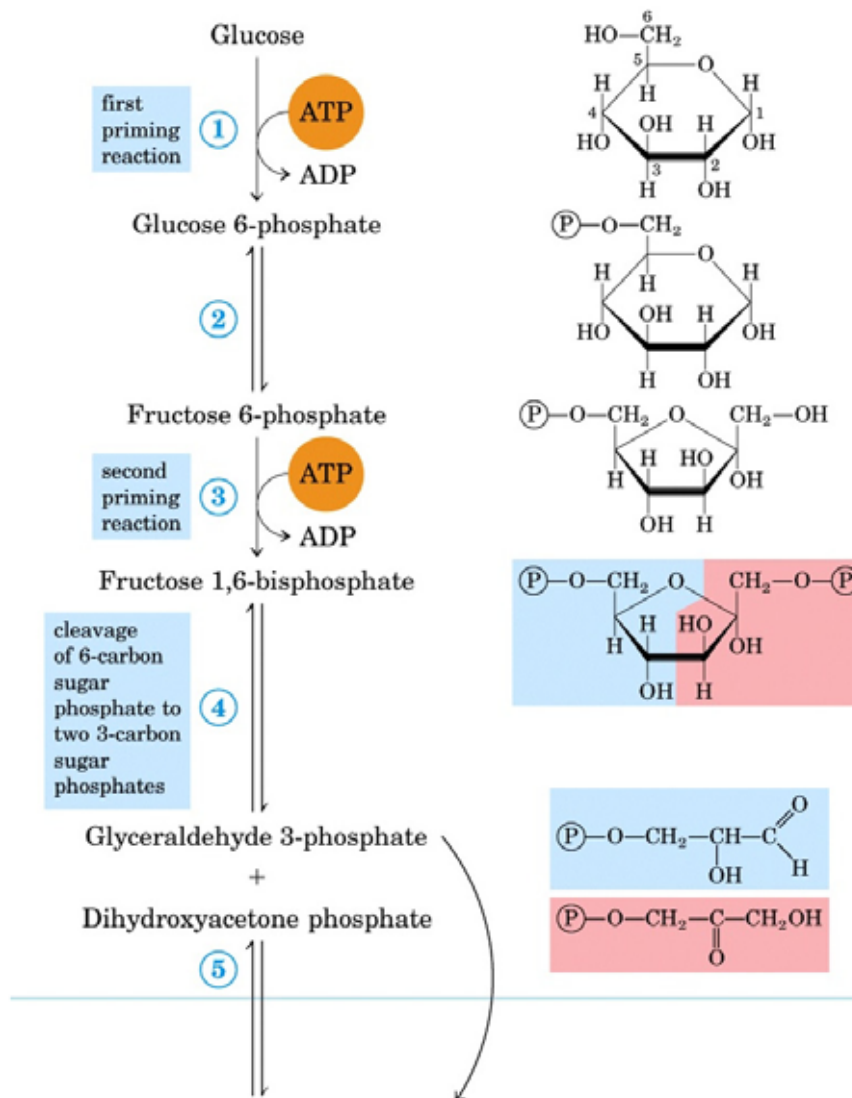 Glucose
first
priming
reaction
1
ATP
ADP
Glucose 6-phosphate
2
Fructose 6-phosphate
second
priming
reaction
3
ATP
ADP
Fructose 1,6-bisphosphate
cleavage
of 6-carbon
sugar
phosphate to
two 3-carbon
sugar
phosphates
4
Glyceraldehyde 3-phosphate
+
Dihydroxyacetone phosphate
5
6
HO—CH₂
5
O
H
H
H
4
1
OH
H
HO
OH
3
2
H
OH
P—O—CH₂
O
H
H
H
OH
H
HO
OH
H
OH
P—O—CH₂
O
CH₂—OH
H
HO
H
OH
OH
H
P—O—CH₂
O
CH₂—O—P
H
HO
H
OH
OH
H
O
P—O—CH₂—CH—C
OH
H
P—O—CH₂—C—CH₂OH
O